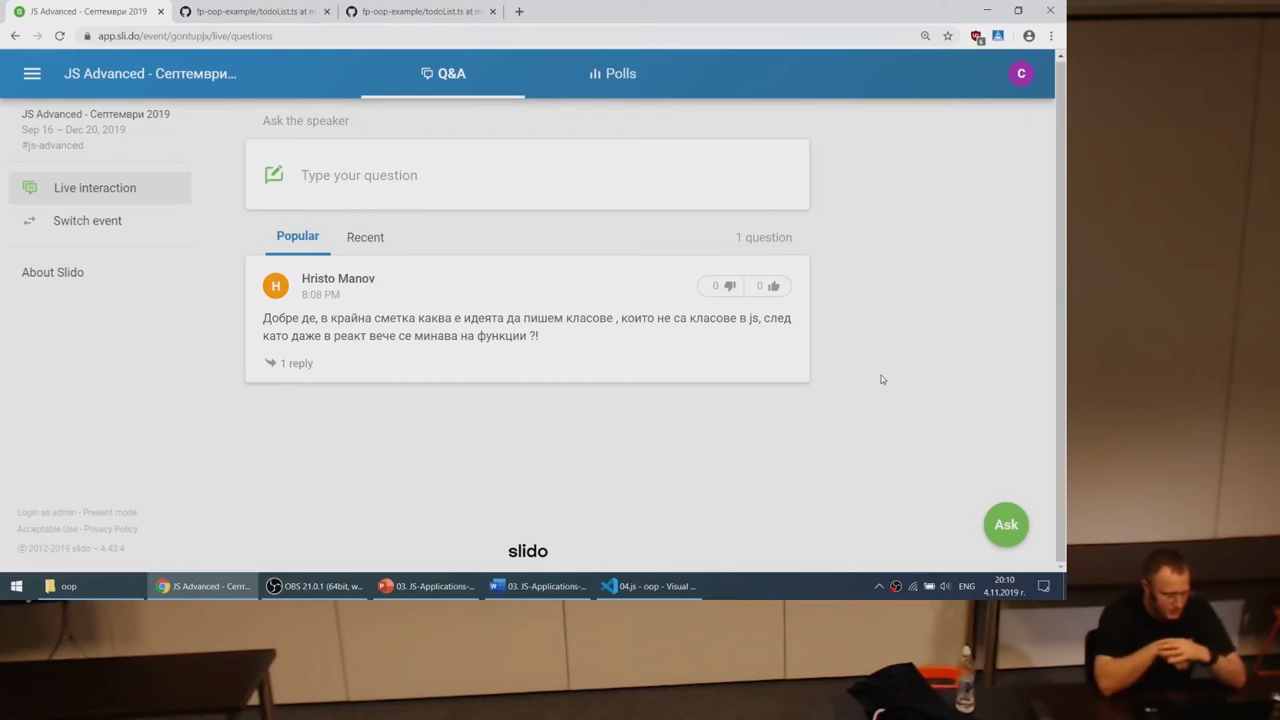 JS Advanced - Септември 2019
fp-oop-example/todoList.ts at m
fp-oop-example/todoList.ts at m
app.sli.do/event/gontupjx/live/questions
JS Advanced - Септември...
Q&A
Polls
C
JS Advanced - Септември 2019
Sep 16 – Dec 20, 2019
#js-advanced
Live interaction
Switch event
About Slido
Ask the speaker
Type your question
Popular
Recent
1 question
H
Hristo Manov
8:08 PM
0
0
Добре де, в крайна сметка каква е идеята да пишем класове , които не са класове в js, след
като даже в реакт вече се минава на функции ?!
1 reply
Login as admin - Present mode
Acceptable Use - Privacy Policy
© 2012-2019 slido – 4.43.4
slido
Ask
oop
JS Advanced - Септ...
OBS 21.0.1 (64bit, w...
03. JS-Applications-...
03. JS-Applications-...
04.js - oop - Visual ...
ENG
20:10
4.11.2019 г.